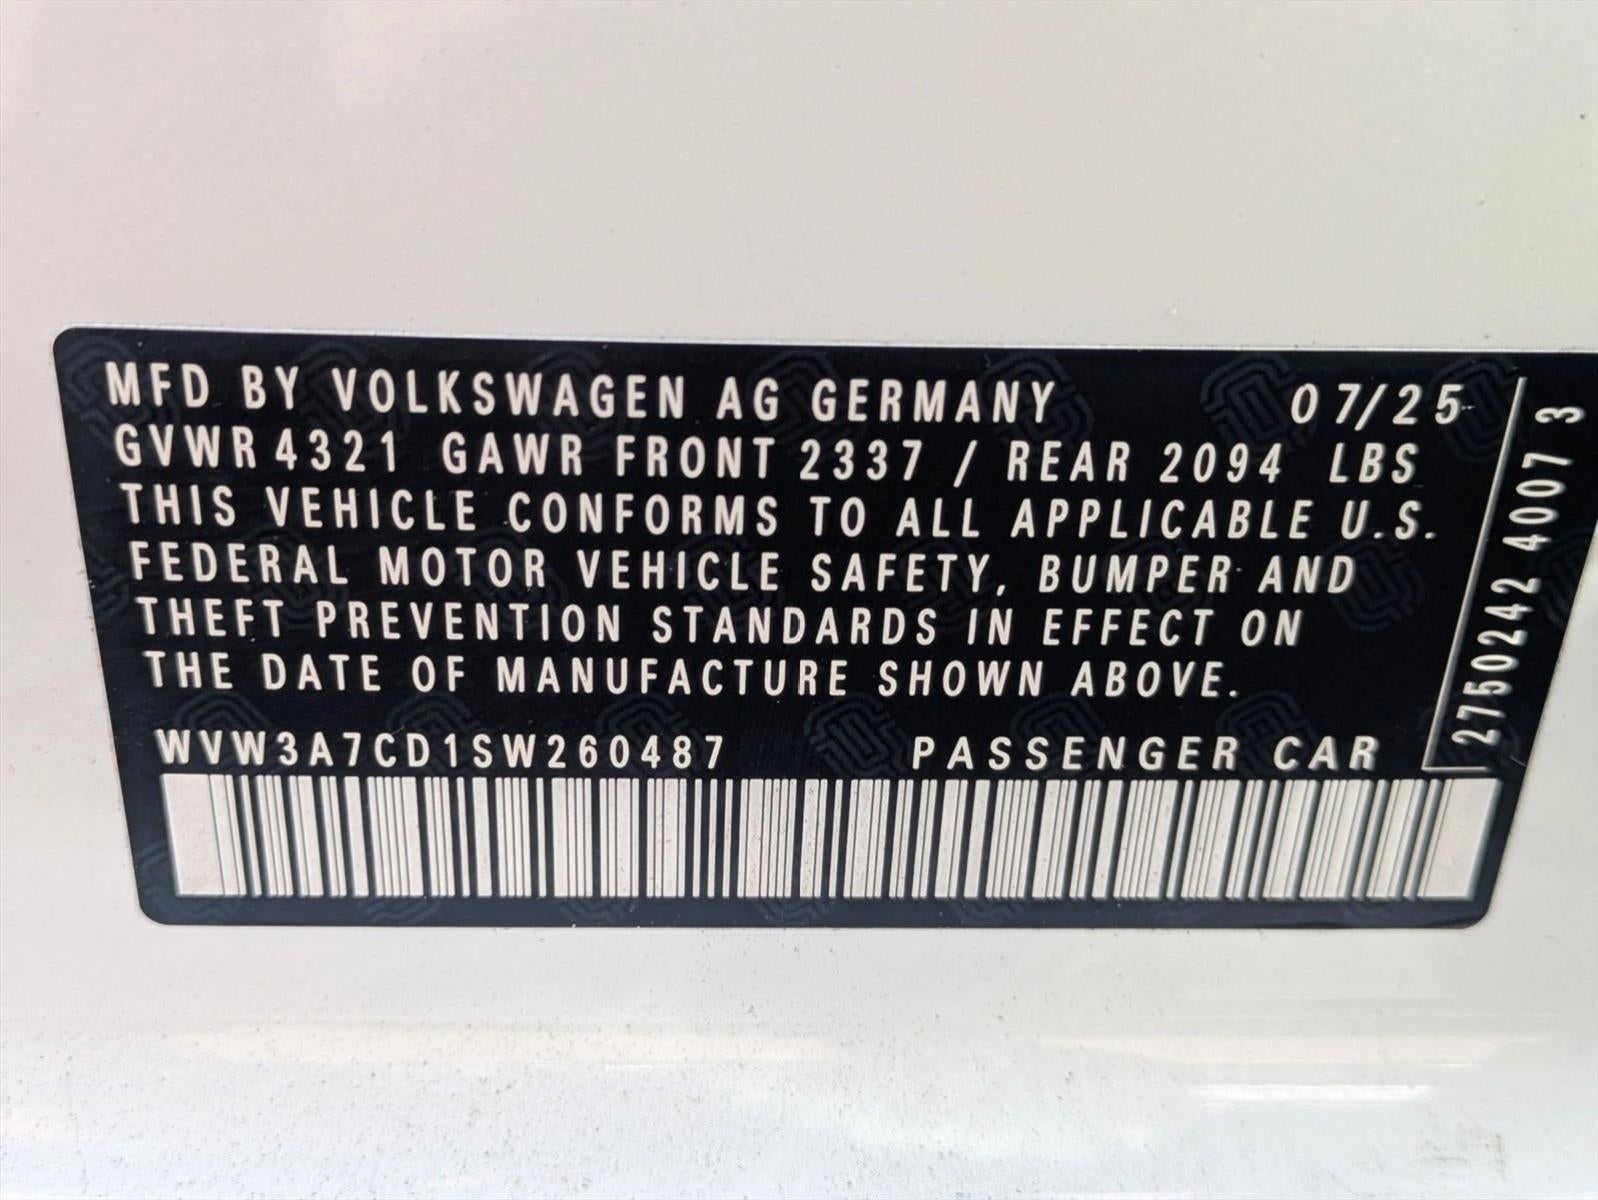 MFD BY VOLKSWAGEN AG GERMANY 07/25
GVWR 4321 GAWR FRONT 2337 / REAR 2094 LBS
THIS VEHICLE CONFORMS TO ALL APPLICABLE U.S.
FEDERAL MOTOR VEHICLE SAFETY, BUMPER AND
THEFT PREVENTION STANDARDS IN EFFECT ON
THE DATE OF MANUFACTURE SHOWN ABOVE.
WVW3A7CD1SW260487 PASSENGER CAR
2750242 4007 3